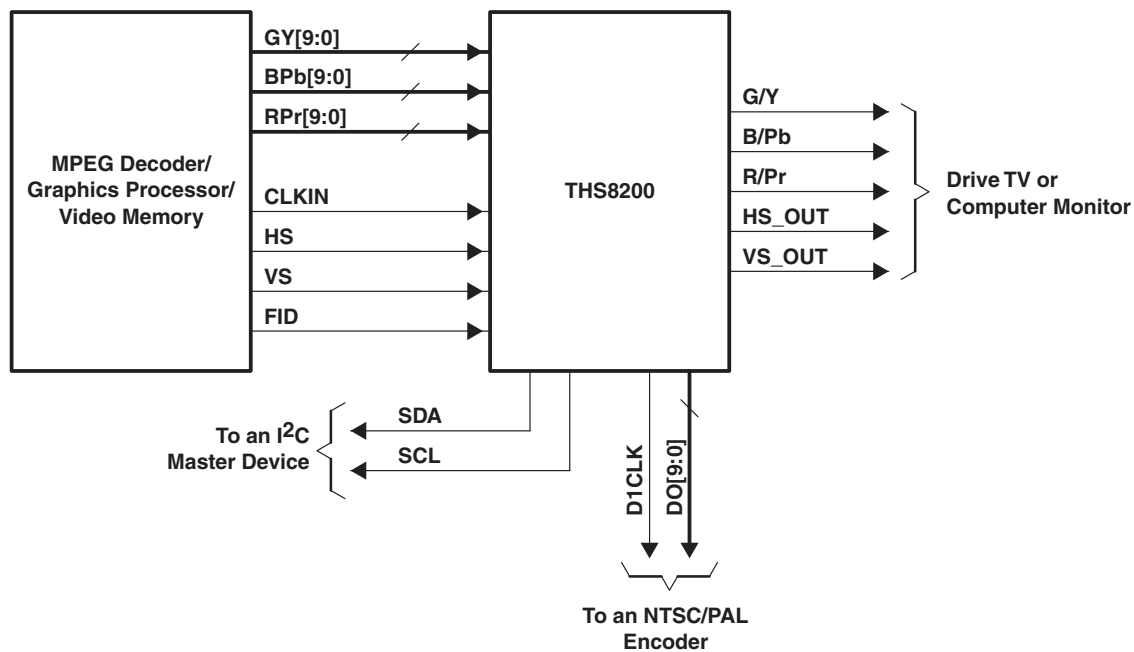 GY[9:0]
BPb[9:0]
RPr[9:0]
MPEG Decoder/
Graphics Processor/
Video Memory
CLKIN
HS
VS
FID
THS8200
G/Y
B/Pb
R/Pr
HS_OUT
VS_OUT
Drive TV or
Computer Monitor
To an I2C
Master Device
SDA
SCL
D1CLK
DO[9:0]
To an NTSC/PAL
Encoder